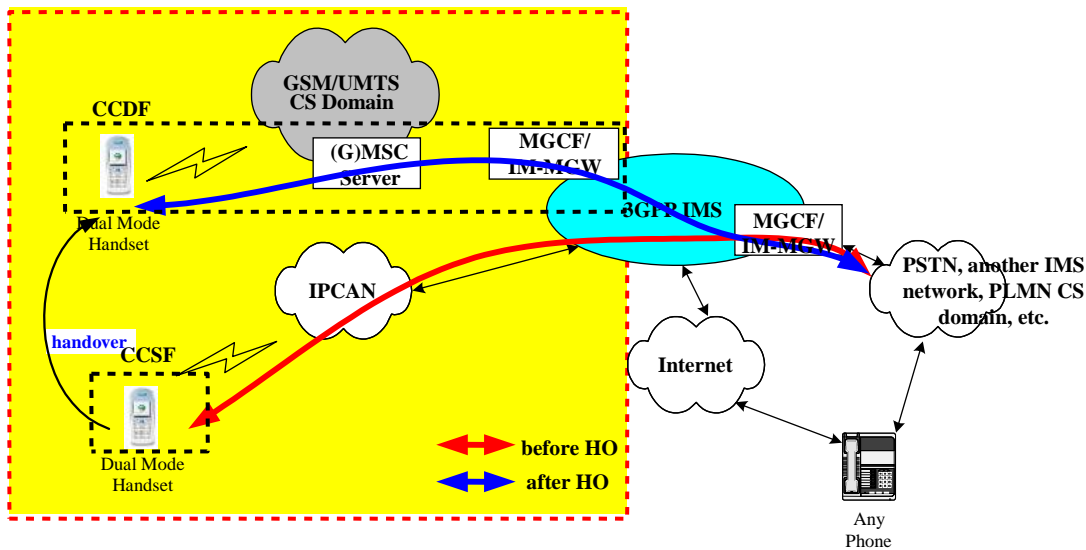 GSM/UMTS
CS Domain
CCDF
(G)MSC
Server
MGCF/
IM-MGW
3GPP IMS
MGCF/
IM-MGW
Dual Mode
Handset
IPCAN
PSTN, another IMS
network, PLMN CS
domain, etc.
handover
CCSF
Internet
Dual Mode
Handset
before HO
after HO
Any
Phone